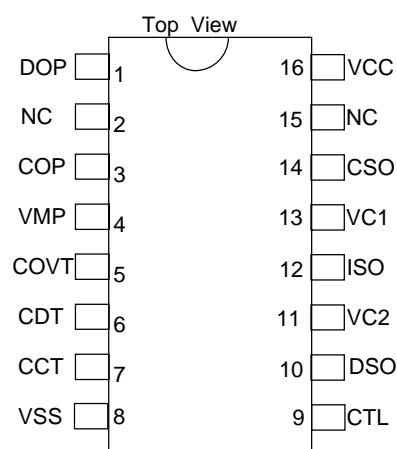 Top View
DOP 1 16 VCC
NC 2 15 NC
COP 3 14 CSO
VMP 4 13 VC1
COVT 5 12 ISO
CDT 6 11 VC2
CCT 7 10 DSO
VSS 8 9 CTL